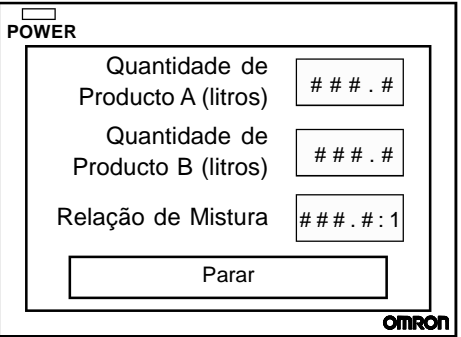 POWER
Quantidade de
Producto A (litros)
###.#
Quantidade de
Producto B (litros)
###.#
Relação de Mistura
###.#:1
Parar
OMRON